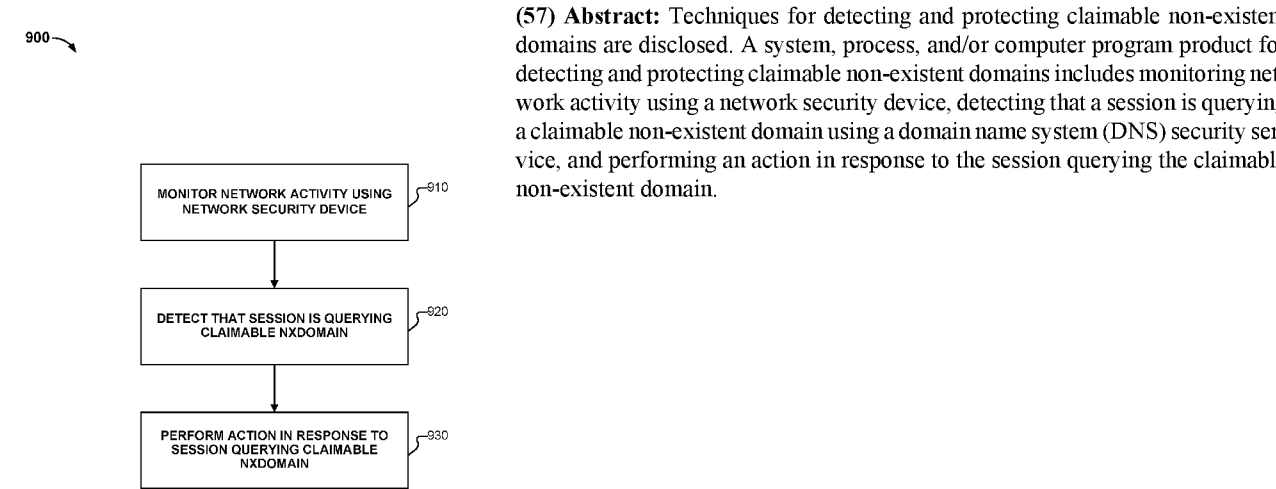 (57) Abstract: Techniques for detecting and protecting claimable non-existen
domains are disclosed. A system, process, and/or computer program product fo
detecting and protecting claimable non-existent domains includes monitoring net
work activity using a network security device, detecting that a session is queryin
a claimable non-existent domain using a domain name system (DNS) security ser
vice, and performing an action in response to the session querying the claimabl
non-existent domain.
900
MONITOR NETWORK ACTIVITY USING
NETWORK SECURITY DEVICE
910
DETECT THAT SESSION IS QUERYING
CLAIMABLE NXDOMAIN
920
PERFORM ACTION IN RESPONSE TO
SESSION QUERYING CLAIMABLE
NXDOMAIN
930